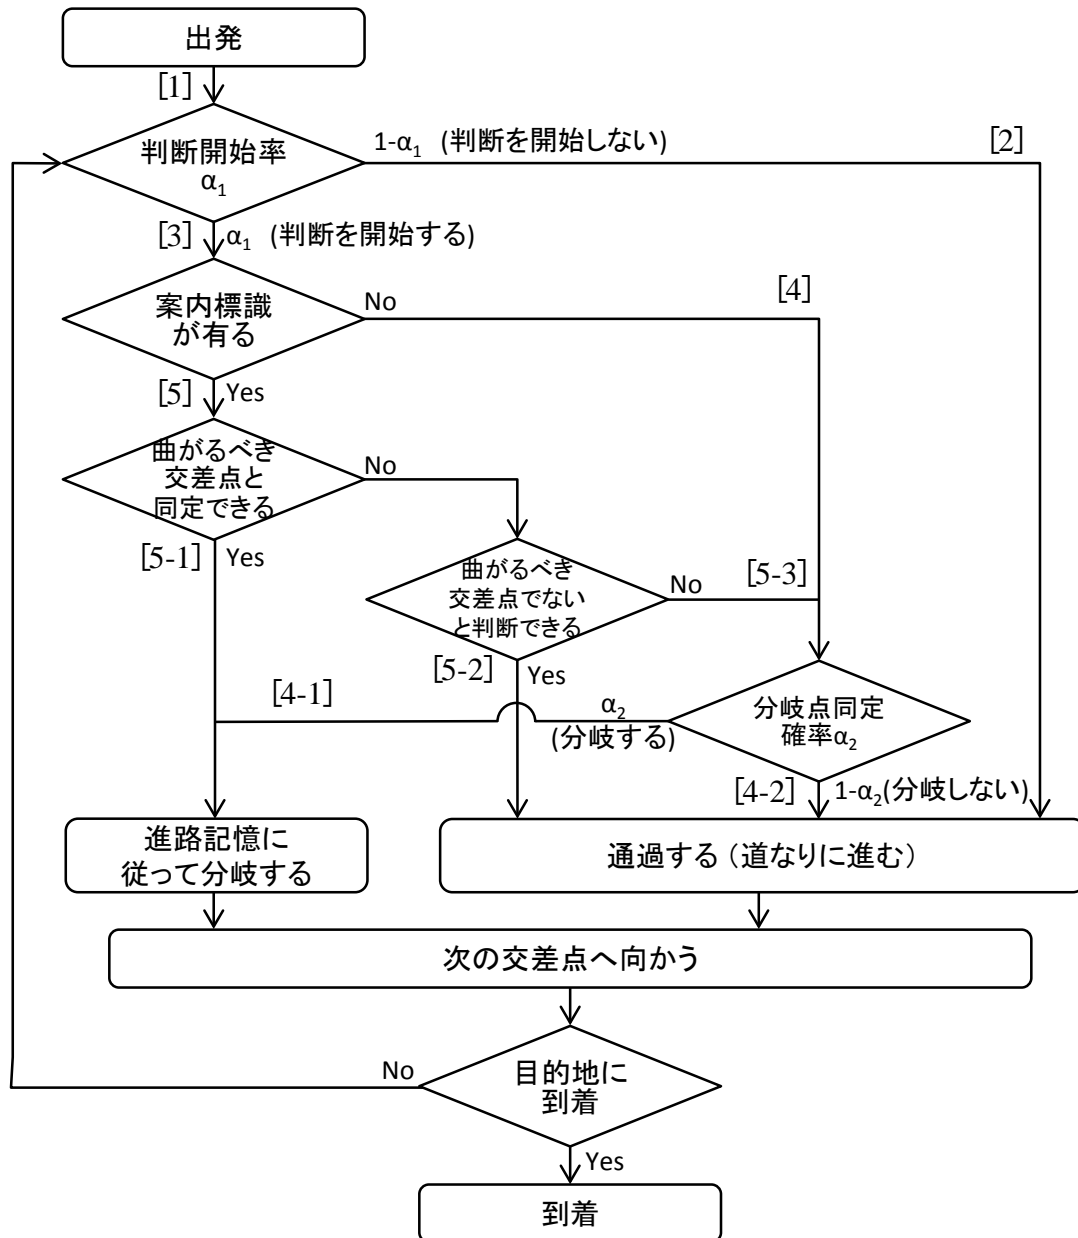 出発
[1]
判断開始率
α1
1-α1 (判断を開始しない)
[2]
[3]
α1 (判断を開始する)
案内標識
が有る
No
[4]
[5]
Yes
曲がるべき
交差点と
同定できる
No
[5-1]
Yes
曲がるべき
交差点でない
と判断できる
No
[5-3]
[5-2]
Yes
[4-1]
α2
(分岐する)
分岐点同定
確率α2
[4-2]
1-α2(分岐しない)
進路記憶に
従って分岐する
通過する（道なりに進む）
次の交差点へ向かう
No
目的地に
到着
Yes
到着